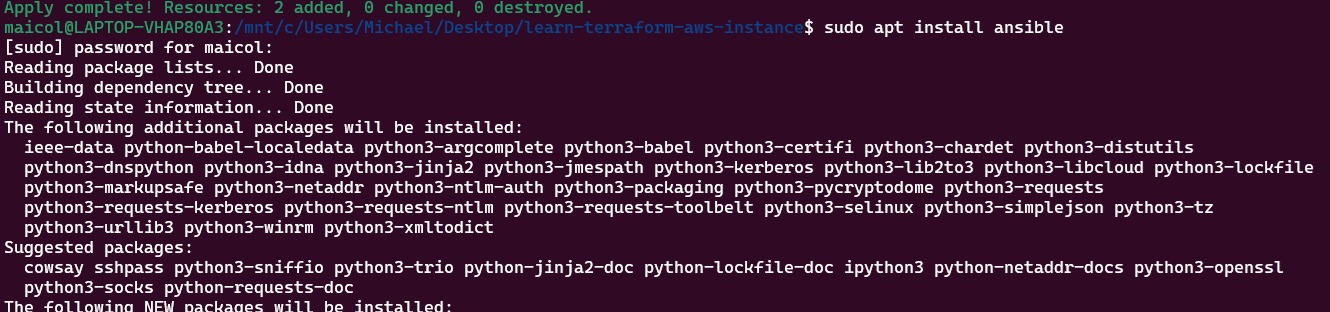 Apply complete! Resources: 2 added, 0 changed, 0 destroyed.
maicol@LAPTOP-VHAP80A3:/mnt/c/Users/Michael/Desktop/learn-terraform-aws-instance$ sudo apt install ansible
[sudo] password for maicol:
Reading package lists... Done
Building dependency tree... Done
Reading state information... Done
The following additional packages will be installed:
  ieee-data python-babel-localedata python3-argcomplete python3-babel python3-certifi python3-chardet python3-distutils
  python3-dnspython python3-idna python3-jinja2 python3-jmespath python3-kerberos python3-lib2to3 python3-libcloud python3-lockfile
  python3-markupsafe python3-netaddr python3-ntlm-auth python3-packaging python3-pycryptodome python3-requests
  python3-requests-kerberos python3-requests-ntlm python3-requests-toolbelt python3-selinux python3-simplejson python3-tz
  python3-urllib3 python3-winrm python3-xmltodict
Suggested packages:
  cowsay sshpass python3-sniffio python3-trio python-jinja2-doc python-lockfile-doc ipython3 python-netaddr-docs python3-openssl
  python3-socks python-requests-doc
The following NEW packages will be installed: